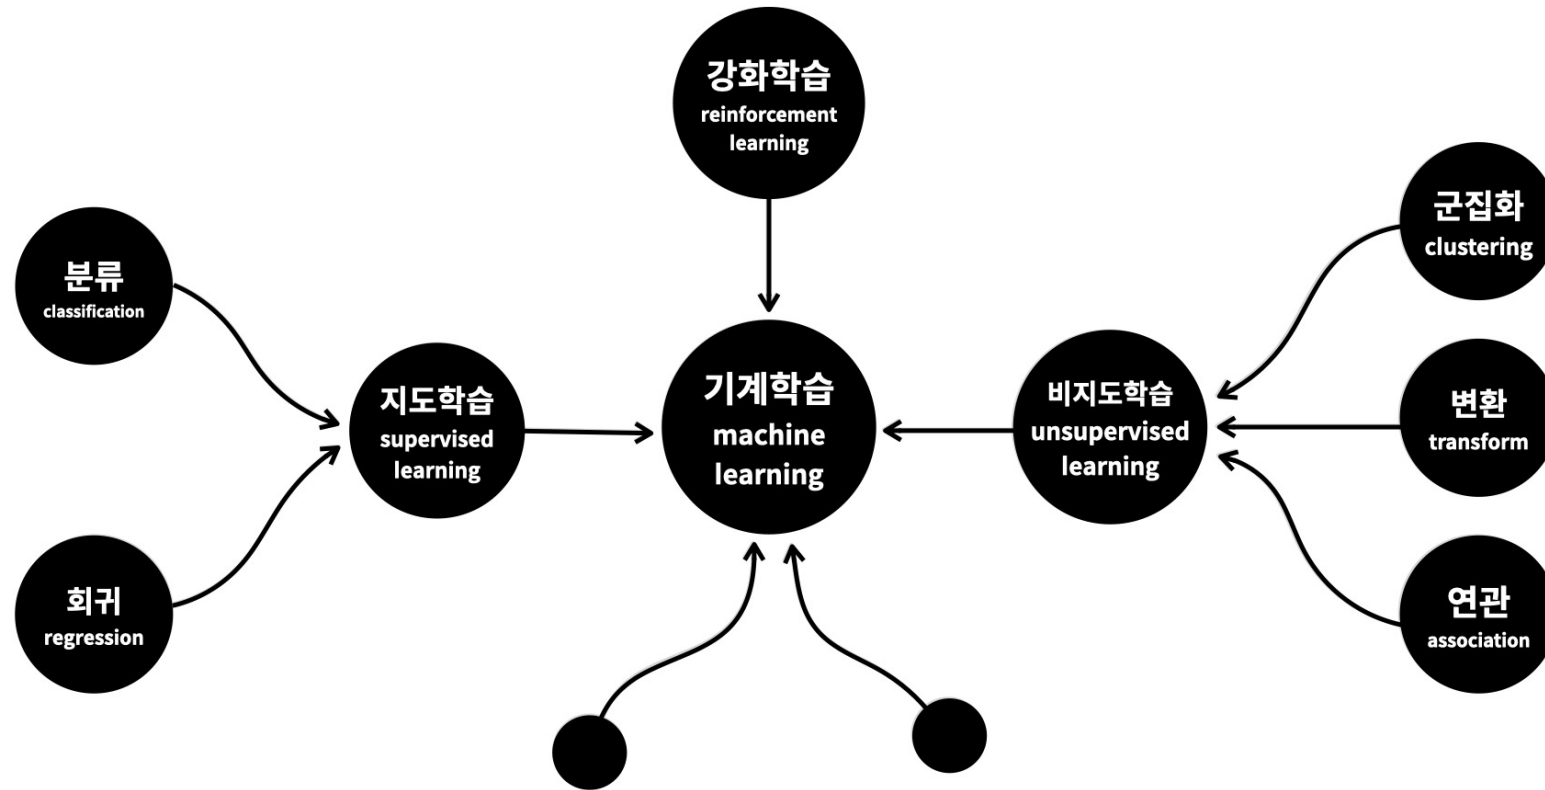 강화학습
reinforcement
learning
분류
classification
회귀
regression
지도학습
supervised
learning
기계학습
machine
learning
비지도학습
unsupervised
learning
군집화
clustering
변환
transform
연관
association